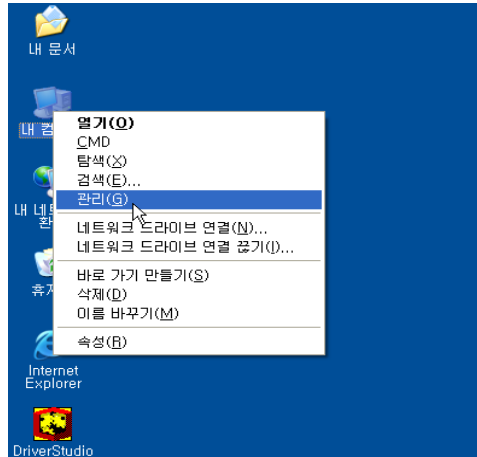 내 문서
내 컴
열기(O)
CMD
탐색(X)
검색(E)...
관리(G)
내 네
환
네트워크 드라이브 연결(N)...
네트워크 드라이브 연결 끊기(I)...
휴지
바로 가기 만들기(S)
삭제(D)
이름 바꾸기(M)
속성(R)
Internet
Explorer
DriverStudio